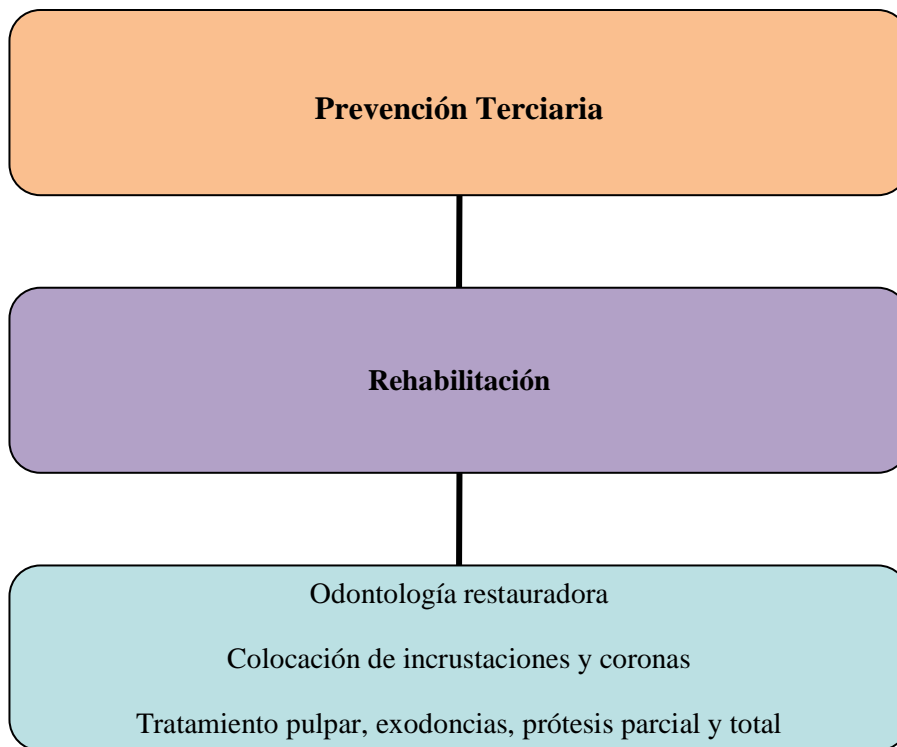 Prevención Terciaria
Rehabilitación
Odontología restauradora
Colocación de incrustaciones y coronas
Tratamiento pulpar, exodoncias, prótesis parcial y total